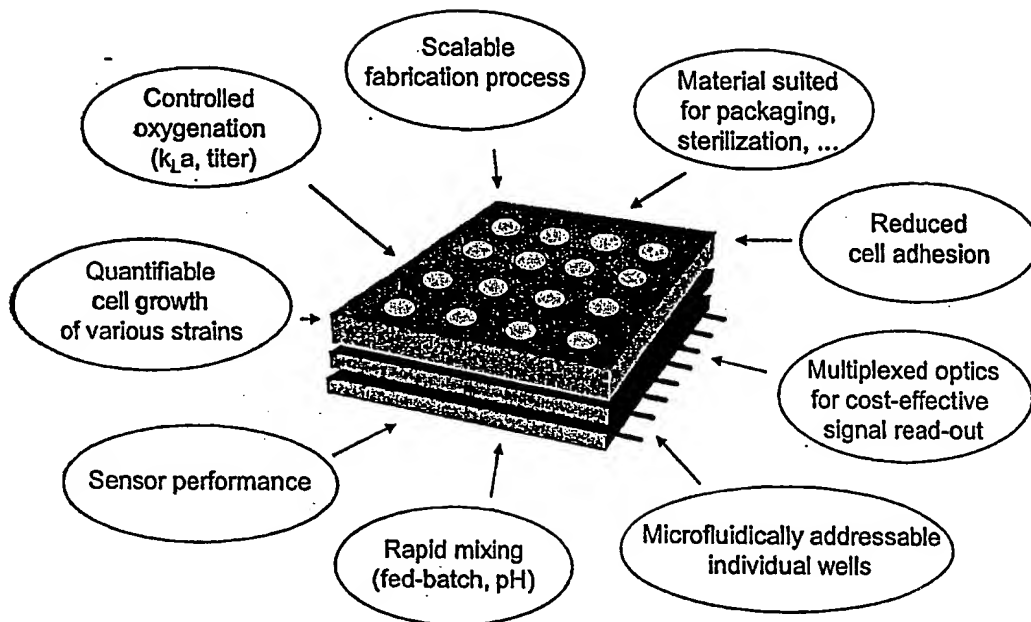 Scalable
fabrication process
Material suited
for packaging,
sterilization, ...
Controlled
oxygenation
(kLa, titer)
Reduced
cell adhesion
Quantifiable
cell growth
of various strains
Multiplexed optics
for cost-effective
signal read-out
Sensor performance
Rapid mixing
(fed-batch, pH)
Microfluidically addressable
individual wells